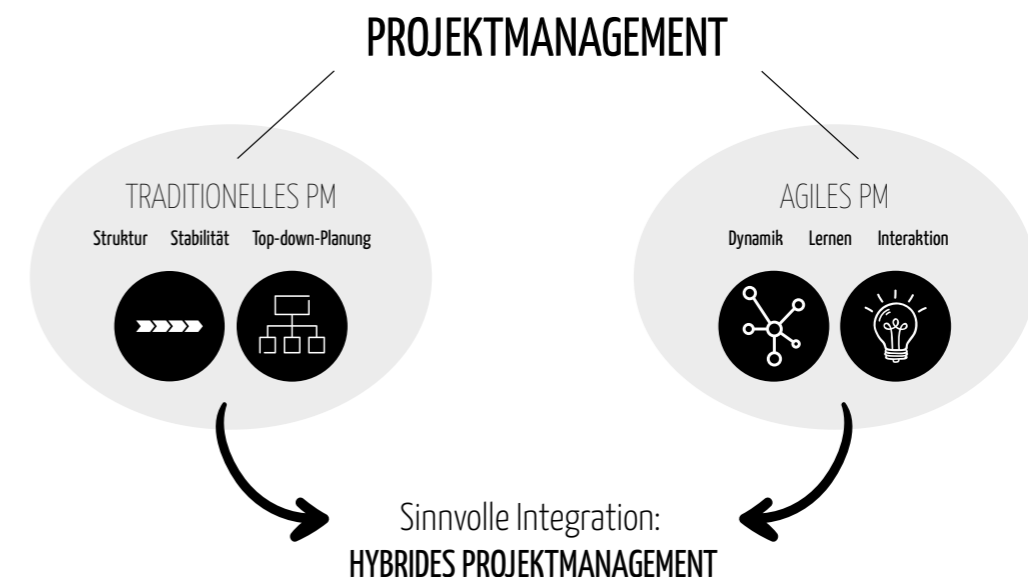 PROJEKTMANAGEMENT
TRADITIONELLES PM
Struktur Stabilität Top-down-Planung
AGILES PM
Dynamik Lernen Interaktion
Sinnvolle Integration:
HYBRIDES PROJEKTMANAGEMENT